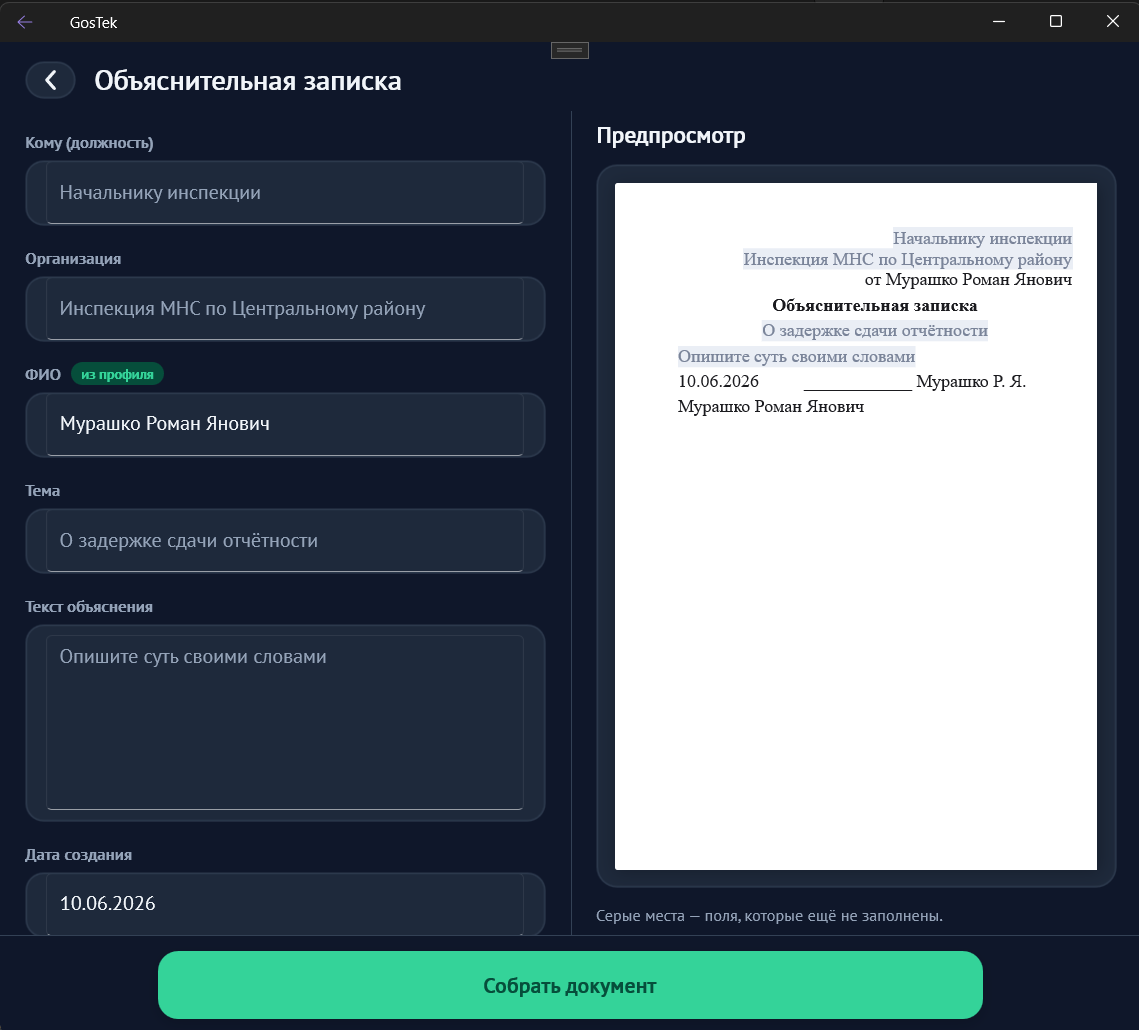 GosTek
Объяснительная записка
Кому (должность)
Начальнику инспекции
Организация
Инспекция МНС по Центральному району
ФИО из профиля
Мурашко Роман Янович
Тема
О задержке сдачи отчётности
Текст объяснения
Опишите суть своими словами
Дата создания
10.06.2026
Предпросмотр
Начальнику инспекции
Инспекция МНС по Центральному району
от Мурашко Роман Янович
Объяснительная записка
О задержке сдачи отчётности
Опишите суть своими словами
10.06.2026 ____________ Мурашко Р. Я.
Мурашко Роман Янович
Серые места — поля, которые ещё не заполнены.
Собрать документ